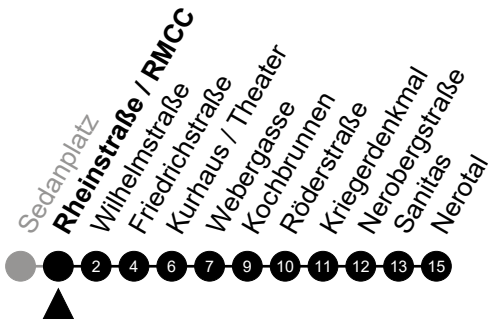 Sedanplatz
Rheinstraße / RMCC
Wilhelmstraße
Friedrichstraße
Kurhaus / Theater
Webergasse
Kochbrunnen
Röderstraße
Kriegerdenkmal
Nerobergstraße
Sanitas
Nerotal
2 4 6 7 9 10 11 12 13 15